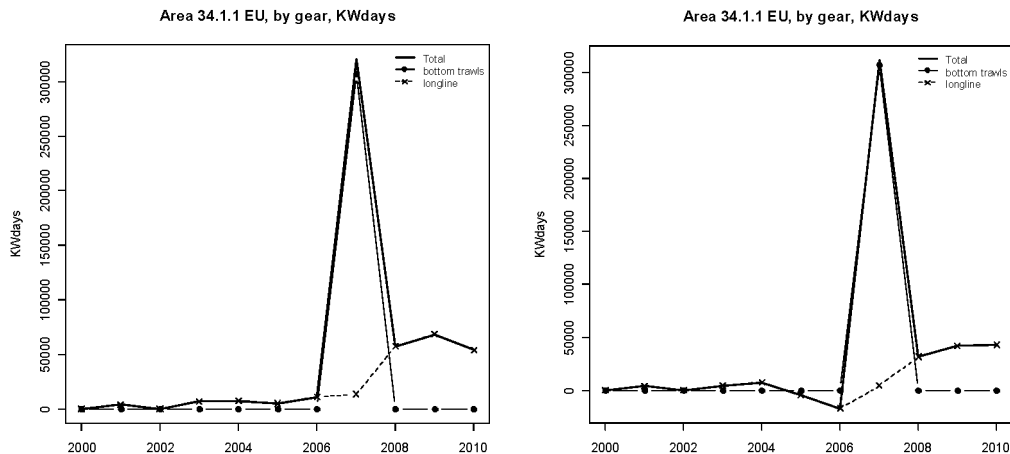 Area 34.1.1 EU, by gear, KWdays
Total
bottom trawls
longline
KWdays
300000
250000
200000
150000
100000
50000
0
2000 2002 2004 2006 2008 2010
Area 34.1.1 EU, by gear, KWdays
Total
bottom trawls
longline
KWdays
300000
250000
200000
150000
100000
50000
0
2000 2002 2004 2006 2008 2010